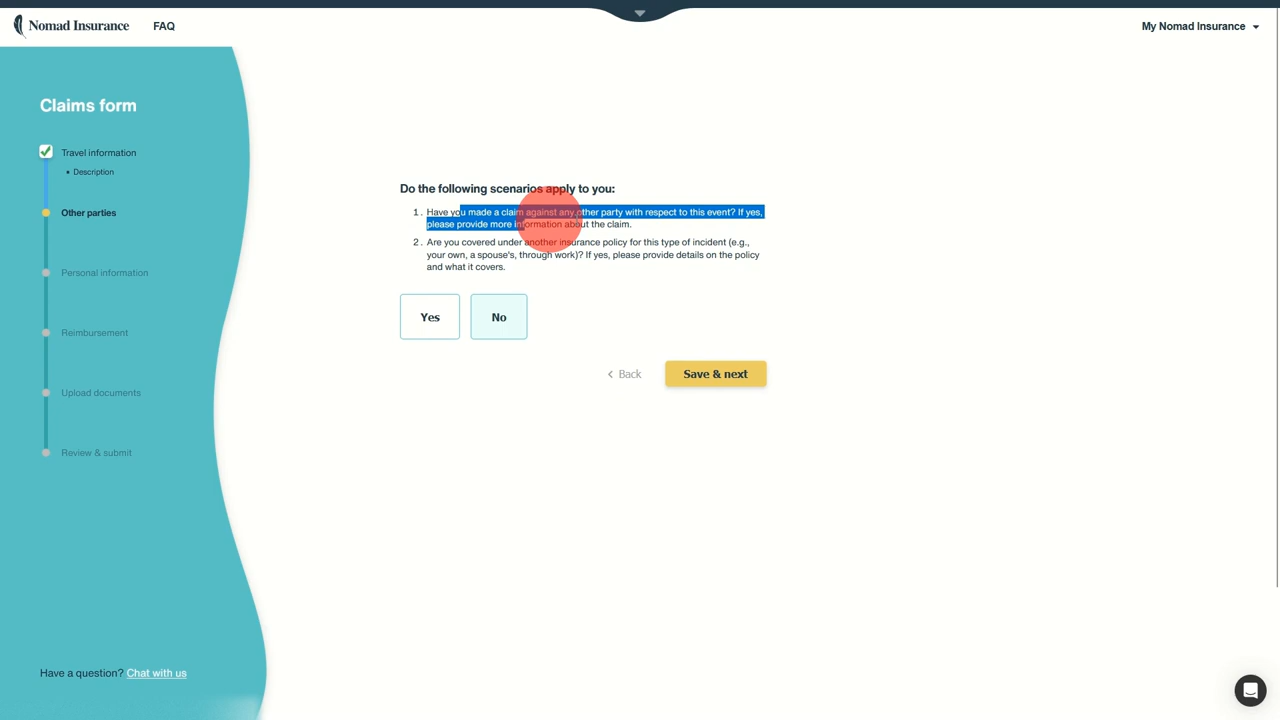 Nomad Insurance
FAQ
My Nomad Insurance
Claims form
Travel information
• Description
Other parties
Personal information
Reimbursement
Upload documents
Review & submit
Have a question? Chat with us
Do the following scenarios apply to you:
1. Have you made a claim against any other party with respect to this event? If yes,
please provide more information about the claim.
2. Are you covered under another insurance policy for this type of incident (e.g.,
your own, a spouse's, through work)? If yes, please provide details on the policy
and what it covers.
Yes
No
Back
Save & next